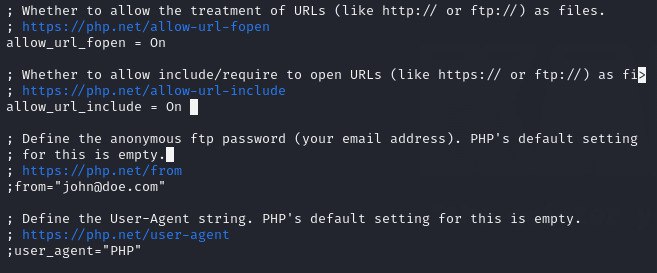 ; Whether to allow the treatment of URLs (like http:// or ftp://) as files.
; https://php.net/allow-url-fopen
allow_url_fopen = On
; Whether to allow include/require to open URLs (like https:// or ftp://) as fi>
; https://php.net/allow-url-include
allow_url_include = On
; Define the anonymous ftp password (your email address). PHP's default setting
; for this is empty.
; https://php.net/from
;from="john@doe.com"
; Define the User-Agent string. PHP's default setting for this is empty.
; https://php.net/user-agent
;user_agent="PHP"